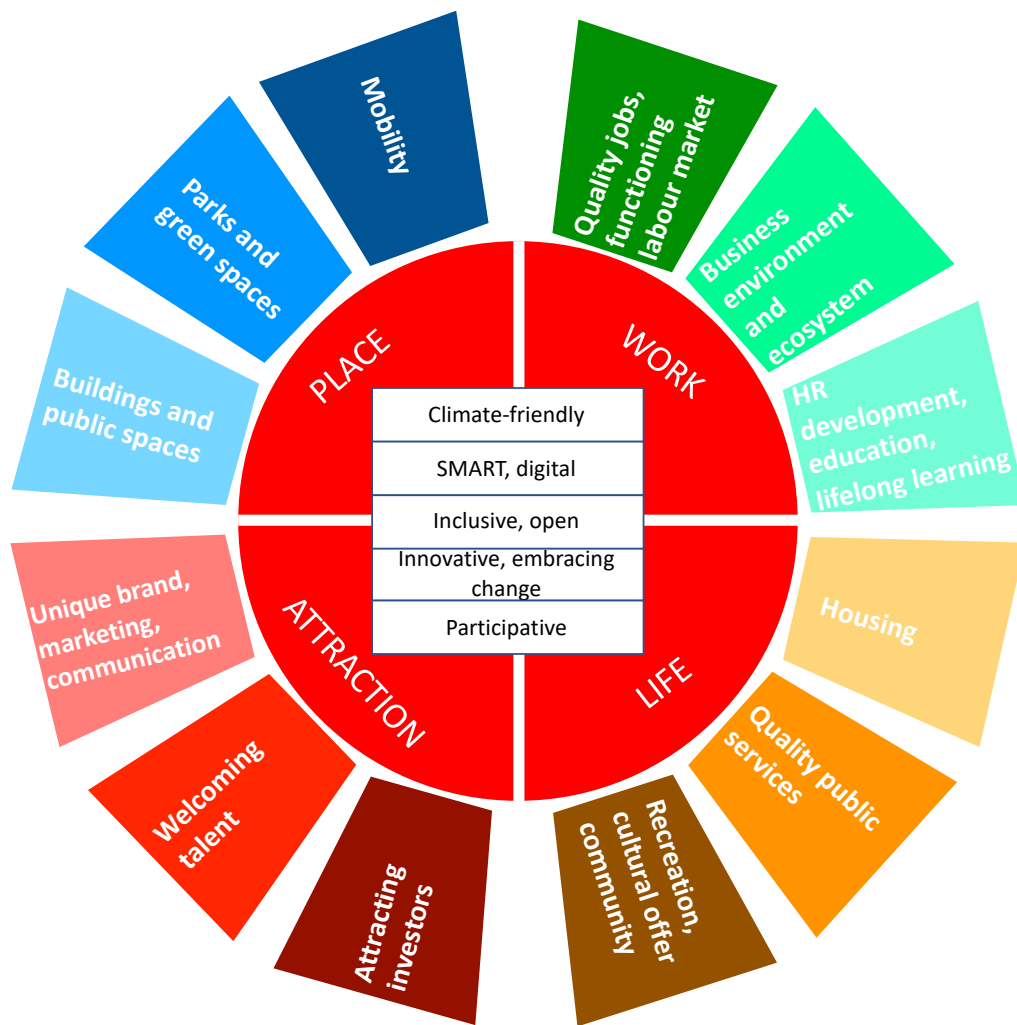 Mobility
Parks and
green spaces
Buildings and
public spaces
Quality jobs,
functioning
labour market
Business
environment
and
ecosystem
HR
development,
education,
lifelong learning
PLACE
WORK
Climate-friendly
SMART, digital
Inclusive, open
Innovative, embracing
change
Participative
ATTRACTION
LIFE
Unique brand,
marketing,
communication
Welcoming
talent
Attracting
investors
Housing
Quality public
services
Recreation,
cultural offer
community